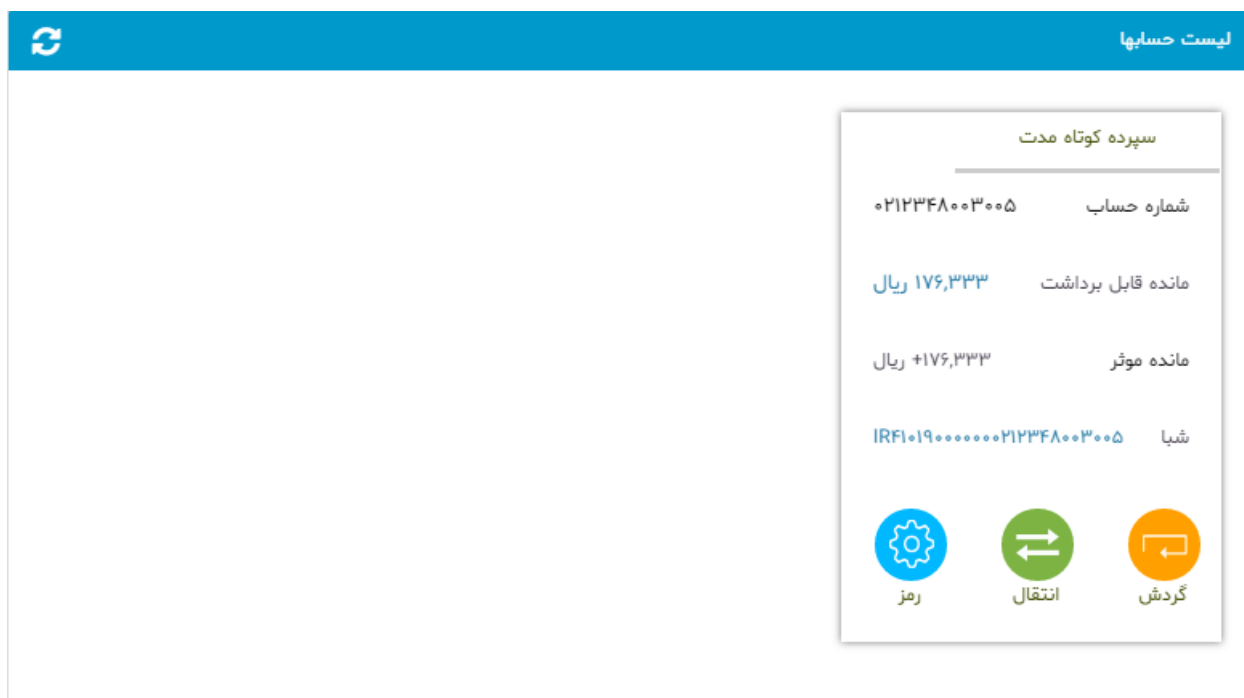 لیست حسابها
سپرده کوتاه مدت
شماره حساب ۰۲۱۲۳۴۸۰۰۳۰۰۵
مانده قابل برداشت ۱۷۶,۳۳۳ ریال
مانده موثر ۱۷۶,۳۳۳+ ریال
شبا IR۴۱۰۱۹۰۰۰۰۰۰۰۲۱۲۳۴۸۰۰۳۰۰۵
گردش انتقال رمز